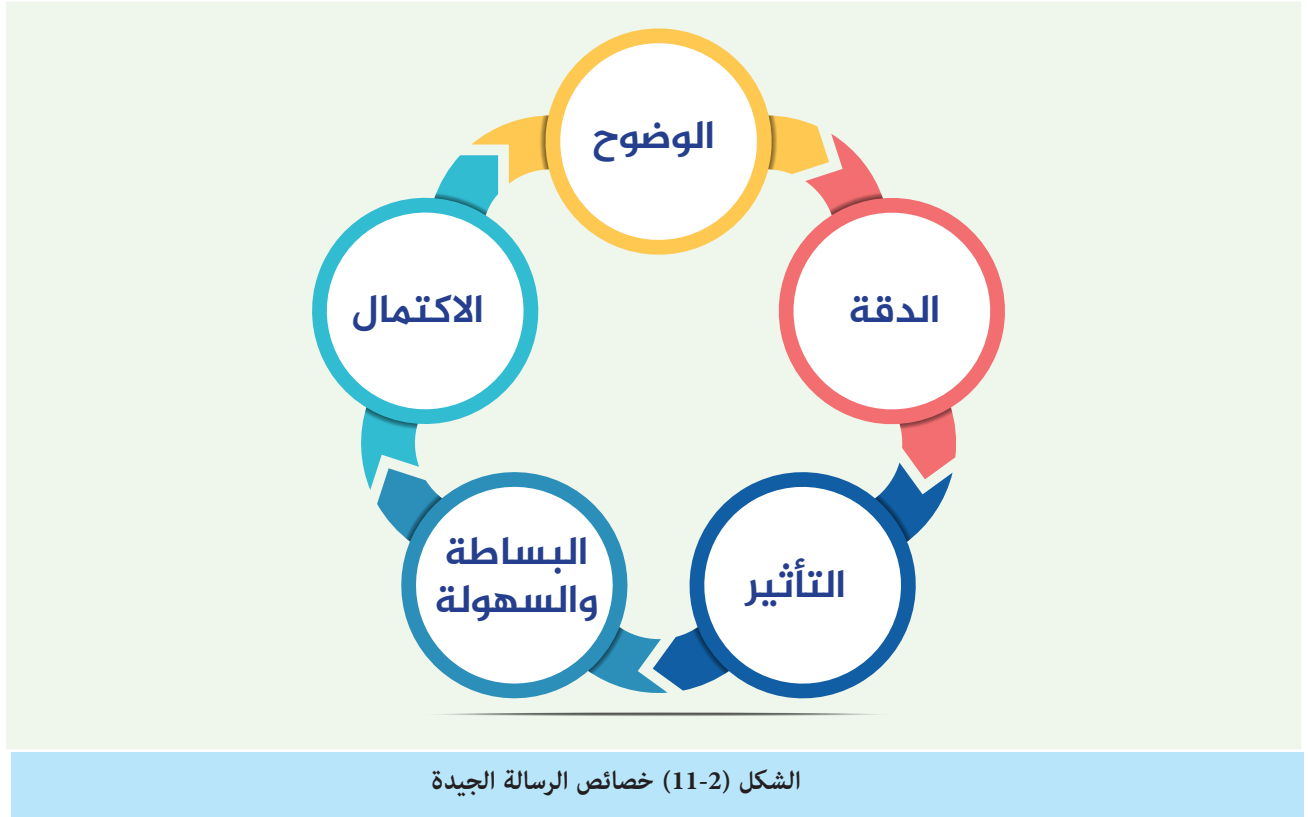 الوضوح
الدقة
التأثير
البساطة
والسهولة
الاكتمال
الشكل (2-11) خصائص الرسالة الجيدة